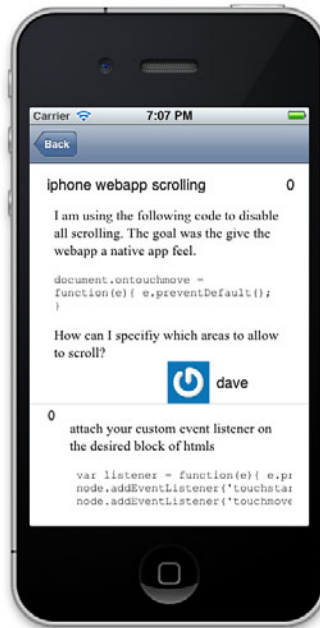 Carrier 7:07 PM
Back
iphone webapp scrolling 0
I am using the following code to disable
all scrolling. The goal was the give the
webapp a native app feel.
document.ontouchmove =
function(e){ e.preventDefault();
}
How can I specifiy which areas to allow
to scroll?
dave
0
attach your custom event listener on
the desired block of htmls
var listener = function(e){ e.pr
node.addEventListener('touchstar
node.addEventListener('touchmove